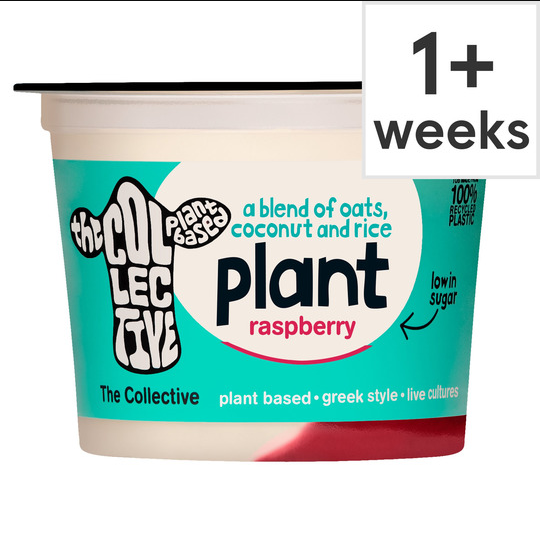 1+
weeks
100%
RECYCLED
PLASTIC
the
COL
LEC
TIVE
plant
based
a blend of oats,
coconut and rice
plant
raspberry
low in
sugar
The Collective
plant based • greek style • live cultures